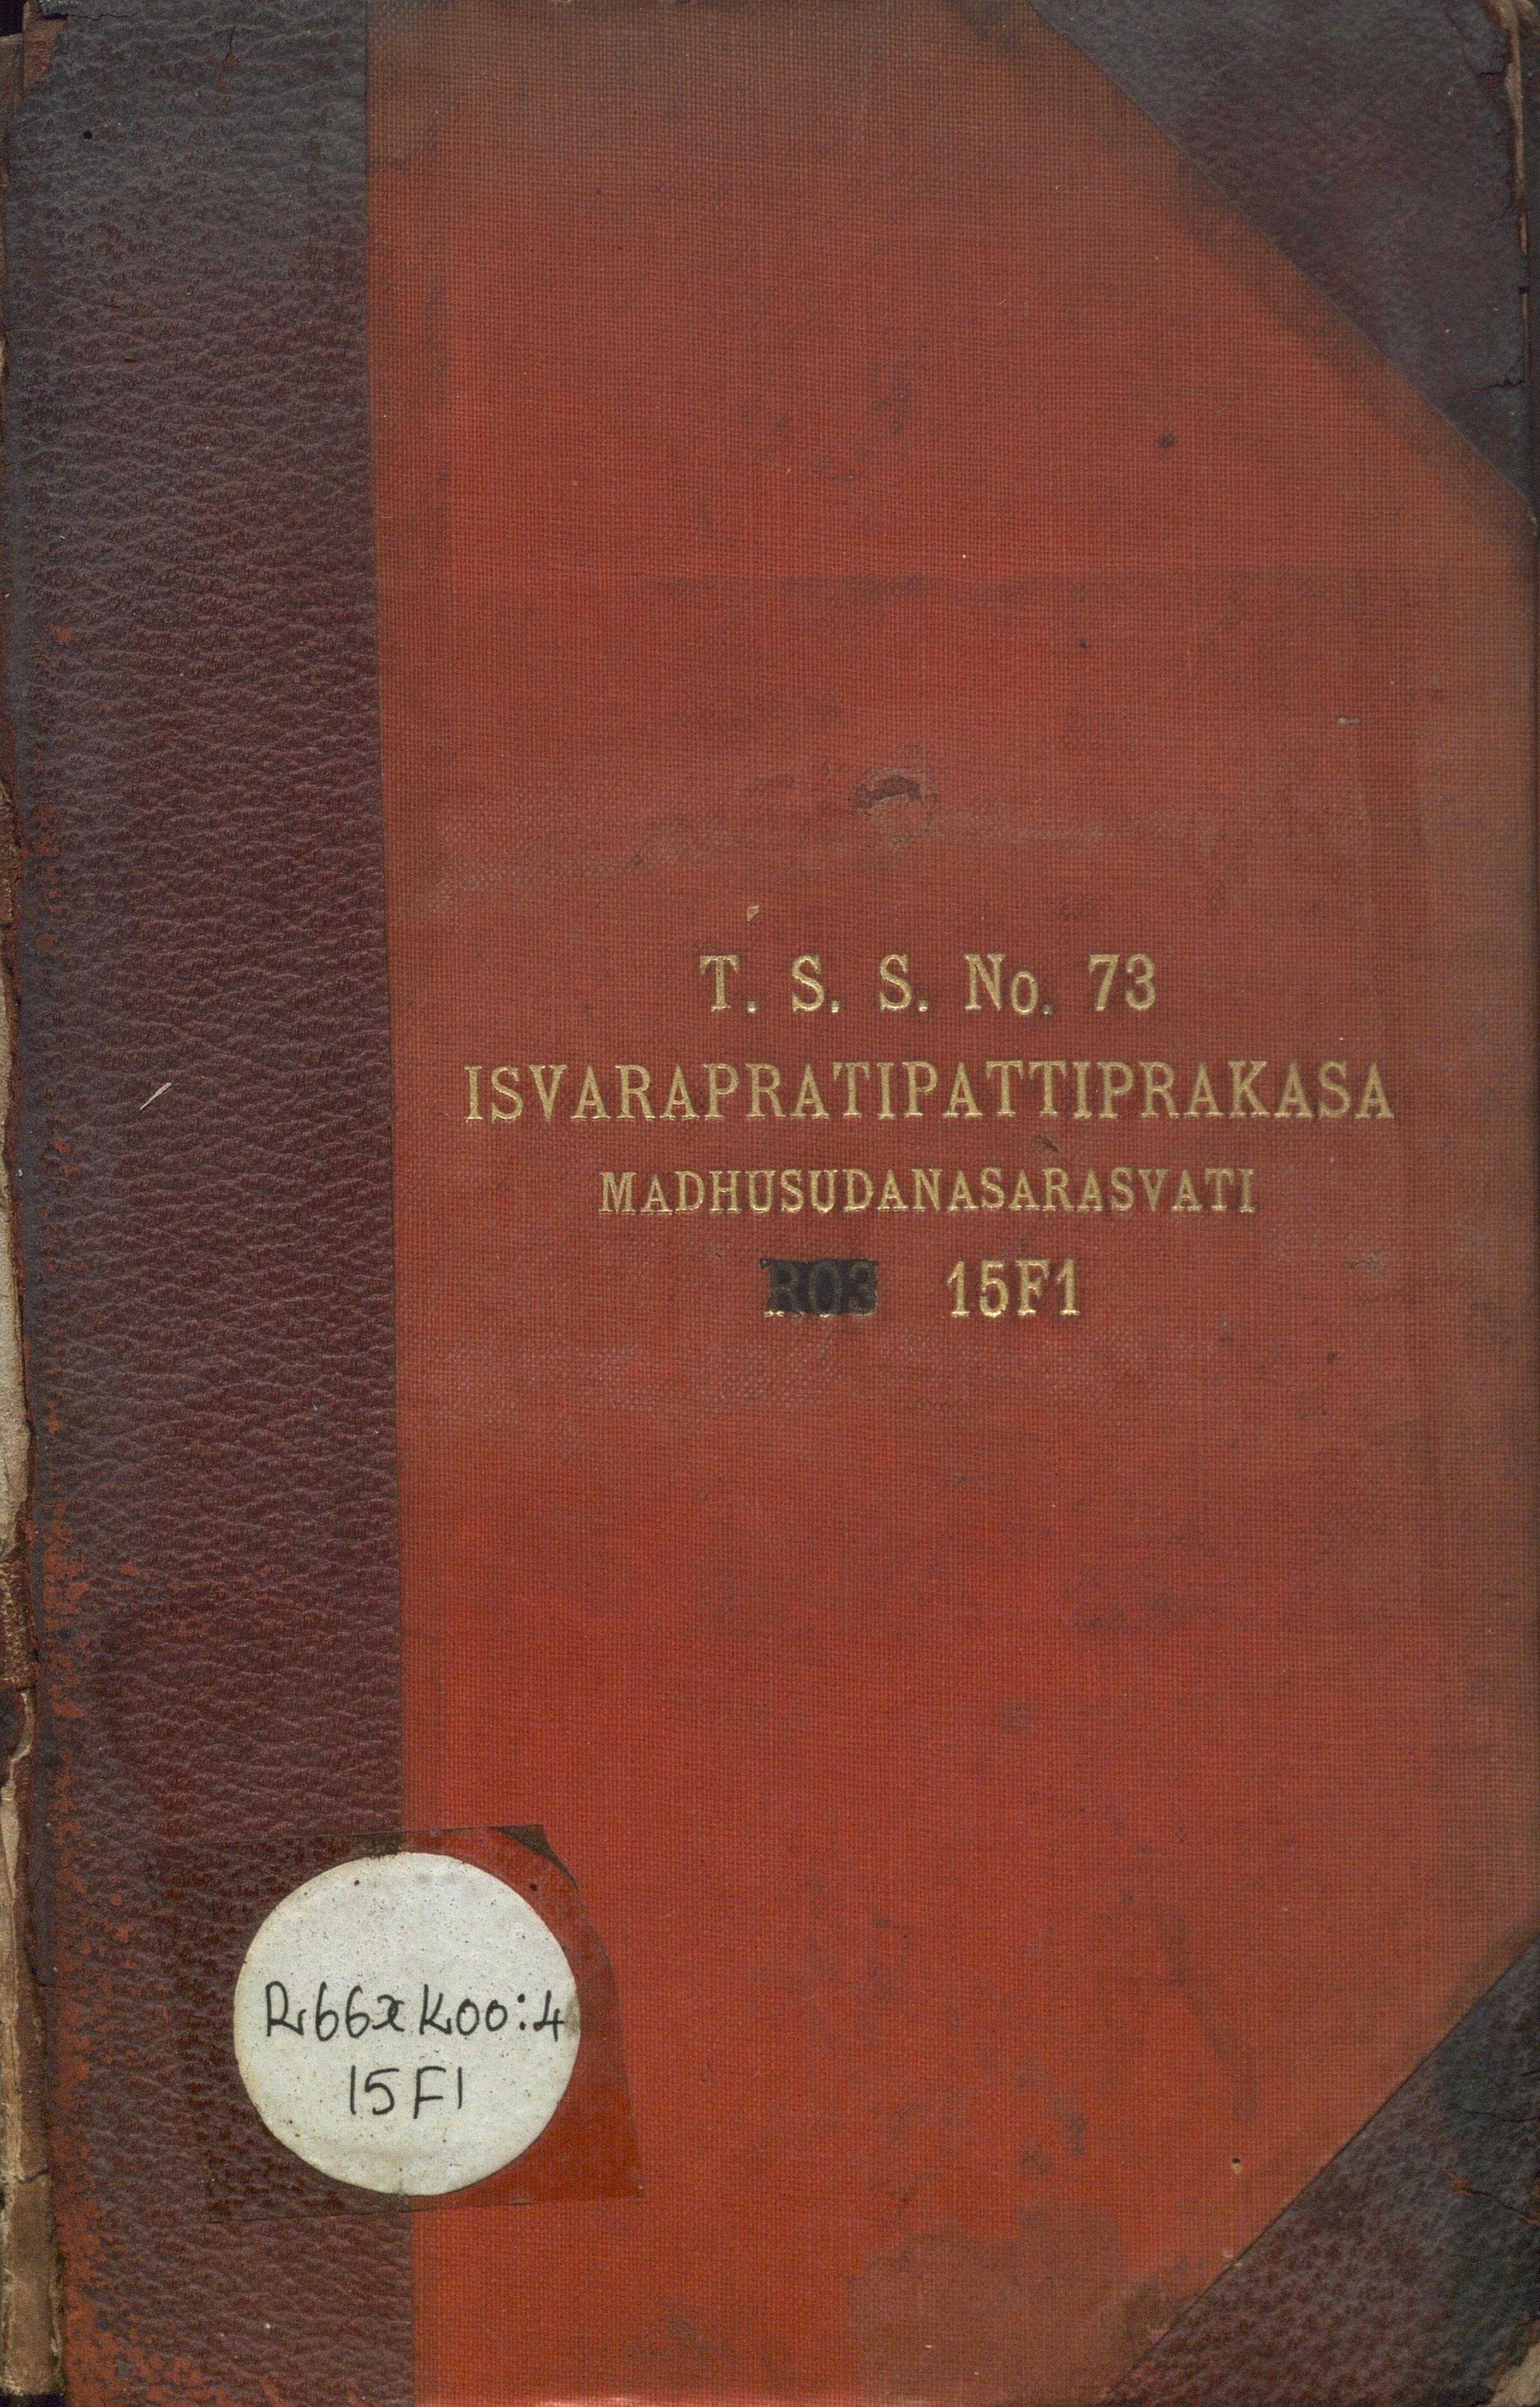 T. S. S. No. 73
ISVARAPRATIPATTIPRAKASA
MADHUSUDANASARASVATI
R03 15F1
R66xK00:4
15F1